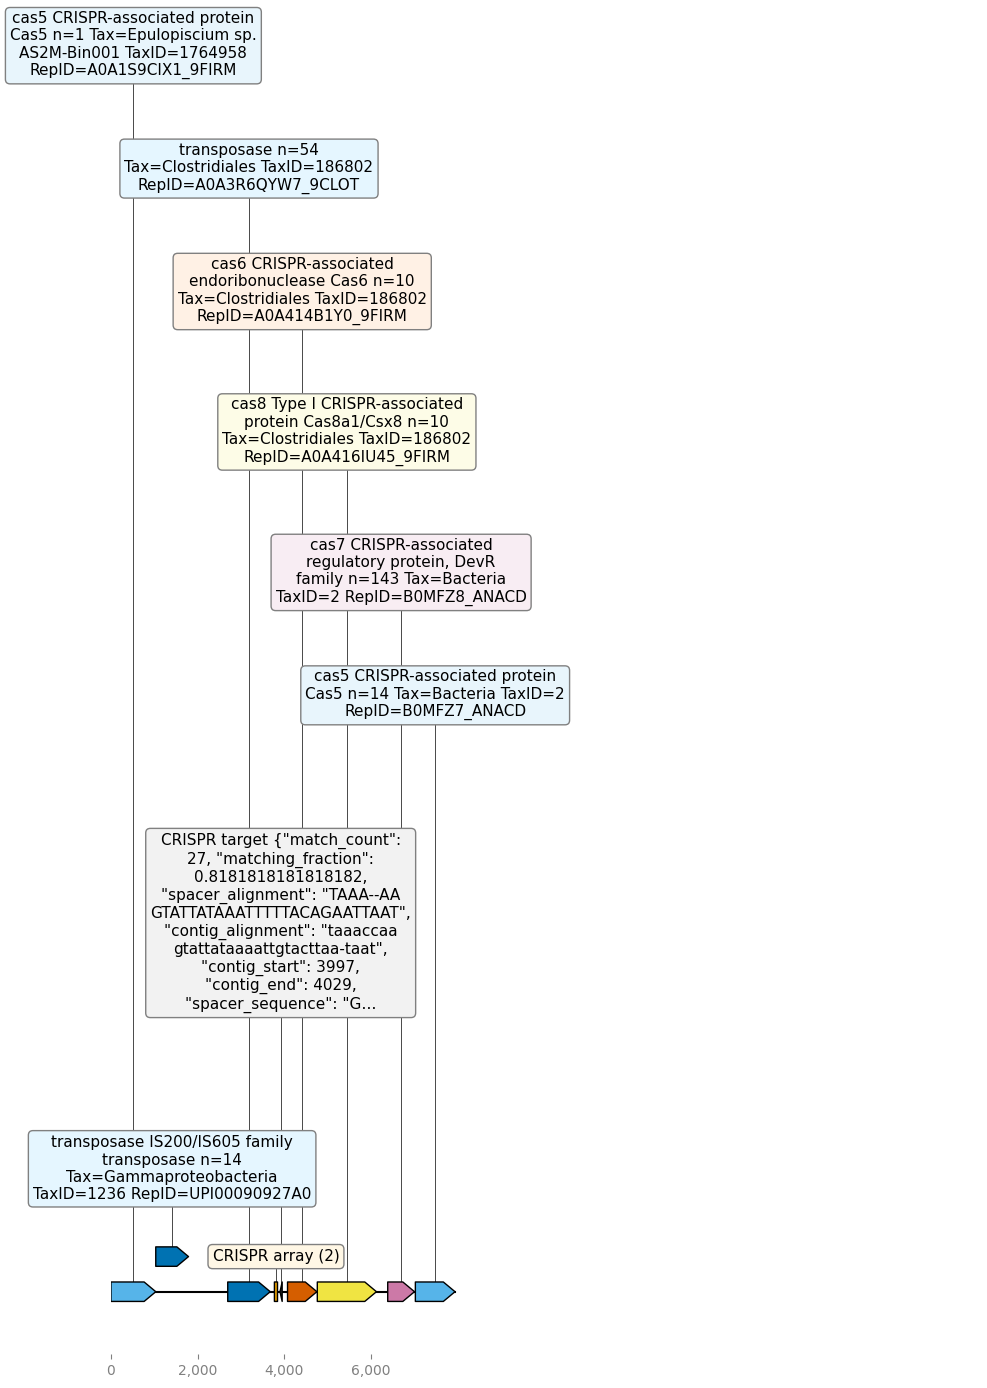 cas5 CRISPR-associated protein
Cas5 n=1 Tax=Epulopiscium sp.
AS2M-Bin001 TaxID=1764958
RepID=A0A1S9CIX1_9FIRM
transposase n=54
Tax=Clostridiales TaxID=186802
RepID=A0A3R6QYW7_9CLOT
cas6 CRISPR-associated
endoribonuclease Cas6 n=10
Tax=Clostridiales TaxID=186802
RepID=A0A414B1Y0_9FIRM
cas8 Type I CRISPR-associated
protein Cas8a1/Csx8 n=10
Tax=Clostridiales TaxID=186802
RepID=A0A416IU45_9FIRM
cas7 CRISPR-associated
regulatory protein, DevR
family n=143 Tax=Bacteria
TaxID=2 RepID=B0MFZ8_ANACD
cas5 CRISPR-associated protein
Cas5 n=14 Tax=Bacteria TaxID=2
RepID=B0MFZ7_ANACD
CRISPR target {"match_count":
27, "matching_fraction":
0.8181818181818182,
"spacer_alignment": "TAAA--AA
GTATTATAAATTTTTACAGAATTAAT",
"contig_alignment": "taaaccaa
gtattataaaattgtacttaa-taat",
"contig_start": 3997,
"contig_end": 4029,
"spacer_sequence": "G...
transposase IS200/IS605 family
transposase n=14
Tax=Gammaproteobacteria
TaxID=1236 RepID=UPI00090927A0
CRISPR array (2)
0 2,000 4,000 6,000